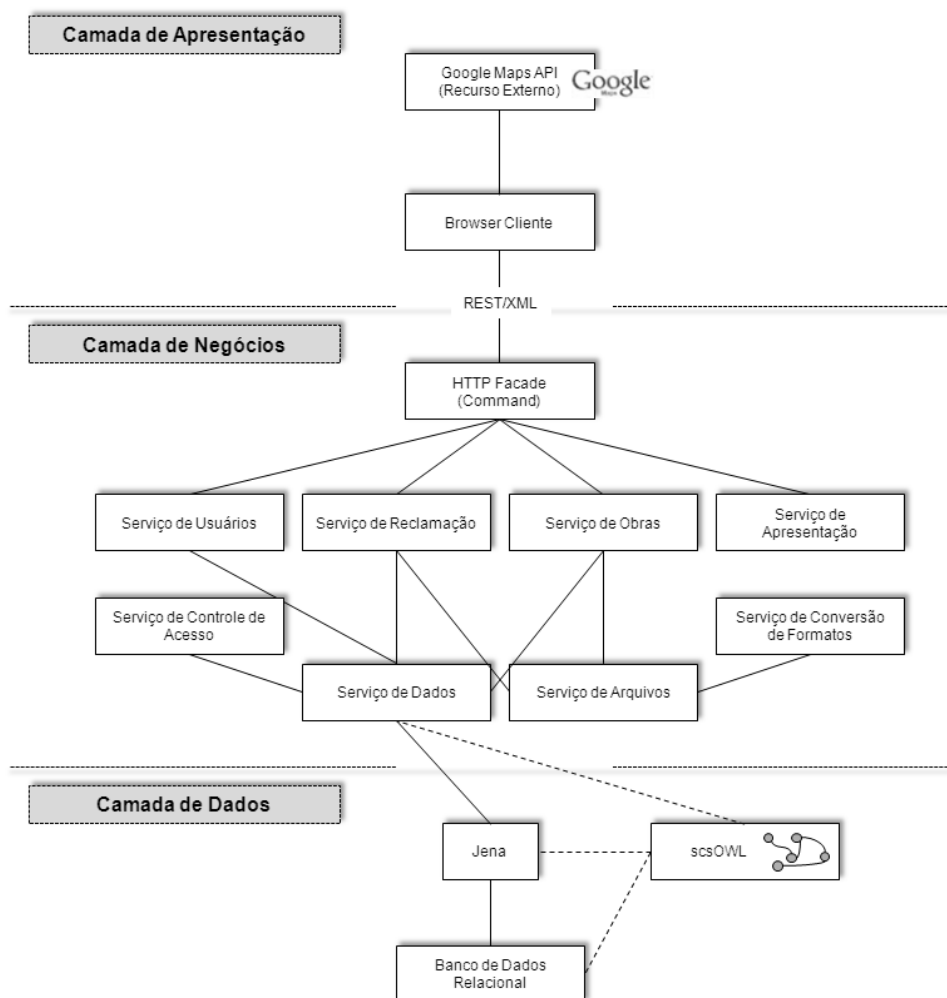 Camada de Apresentação
Google Maps API
(Recurso Externo)
Google
Maps
Browser Cliente
REST/XML
Camada de Negócios
HTTP Facade
(Command)
Serviço de Usuários
Serviço de Reclamação
Serviço de Obras
Serviço de
Apresentação
Serviço de Controle de
Acesso
Serviço de Conversão
de Formatos
Serviço de Dados
Serviço de Arquivos
Camada de Dados
Jena
scsOWL
Banco de Dados
Relacional